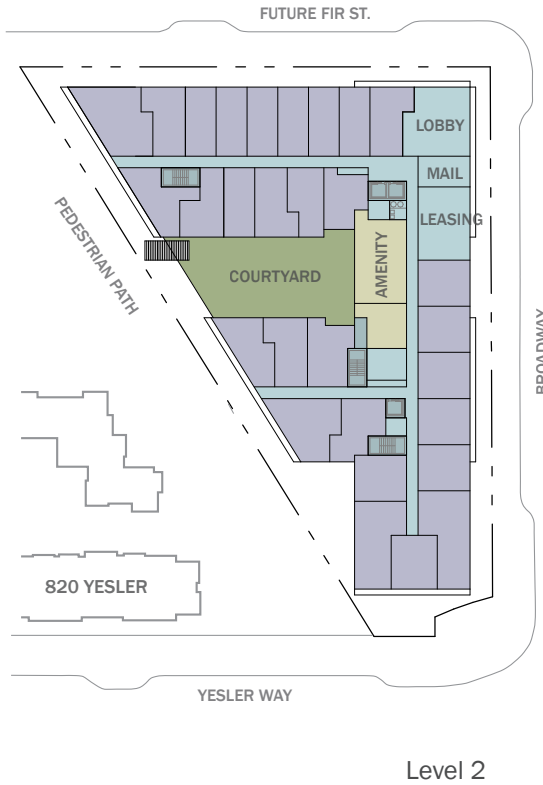 FUTURE FIR ST.
LOBBY
MAIL
LEASING
PEDESTRIAN PATH
AMENITY
COURTYARD
BROADWAY
820 YESLER
YESLER WAY
Level 2